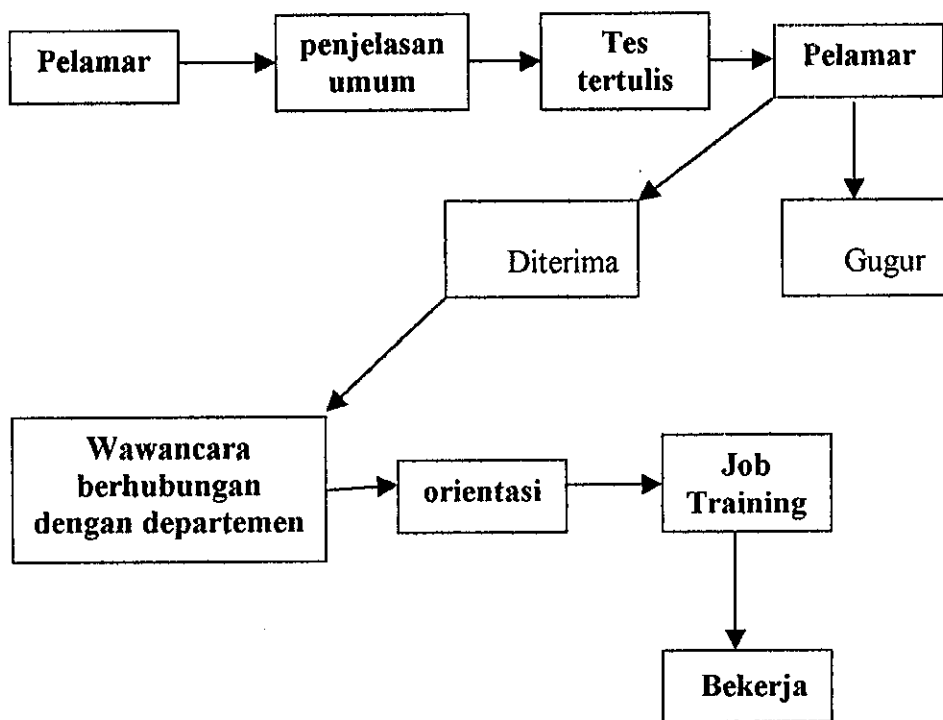 Pelamar
penjelasan
umum
Tes
tertulis
Pelamar
Diterima
Gugur
Wawancara
berhubungan
dengan departemen
orientasi
Job
Training
Bekerja